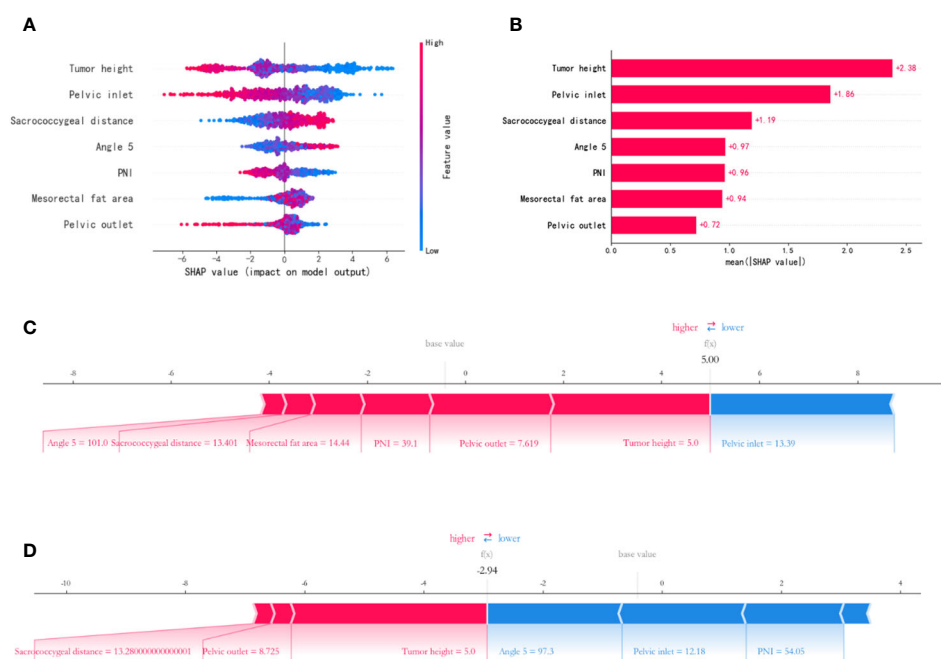 A
High
Tumor height
Pelvic inlet
Sacrococcygeal distance
Angle 5
PNI
Mesorectal fat area
Pelvic outlet
Feature value
Low
-6 -4 -2 0 2 4 6
SHAP value (impact on model output)
B
Tumor height +2.38
Pelvic inlet +1.86
Sacrococcygeal distance +1.19
Angle 5 +0.97
PNI +0.96
Mesorectal fat area +0.94
Pelvic outlet +0.72
0.0 0.5 1.0 1.5 2.0 2.5
mean(|SHAP value|)
C
higher ⇄ lower
base value f(x)
5.00
-8 -6 -4 -2 0 2 4 6 8
Angle 5 = 101.0 Sacrococcygeal distance = 13.401 Mesorectal fat area = 14.44 PNI = 39.1 Pelvic outlet = 7.619 Tumor height = 5.0 Pelvic inlet = 13.39
D
higher ⇄ lower
f(x) base value
-2.94
-10 -8 -6 -4 -2 0 2 4
Sacrococcygeal distance = 13.280000000000001 Pelvic outlet = 8.725 Tumor height = 5.0 Angle 5 = 97.3 Pelvic inlet = 12.18 PNI = 54.05